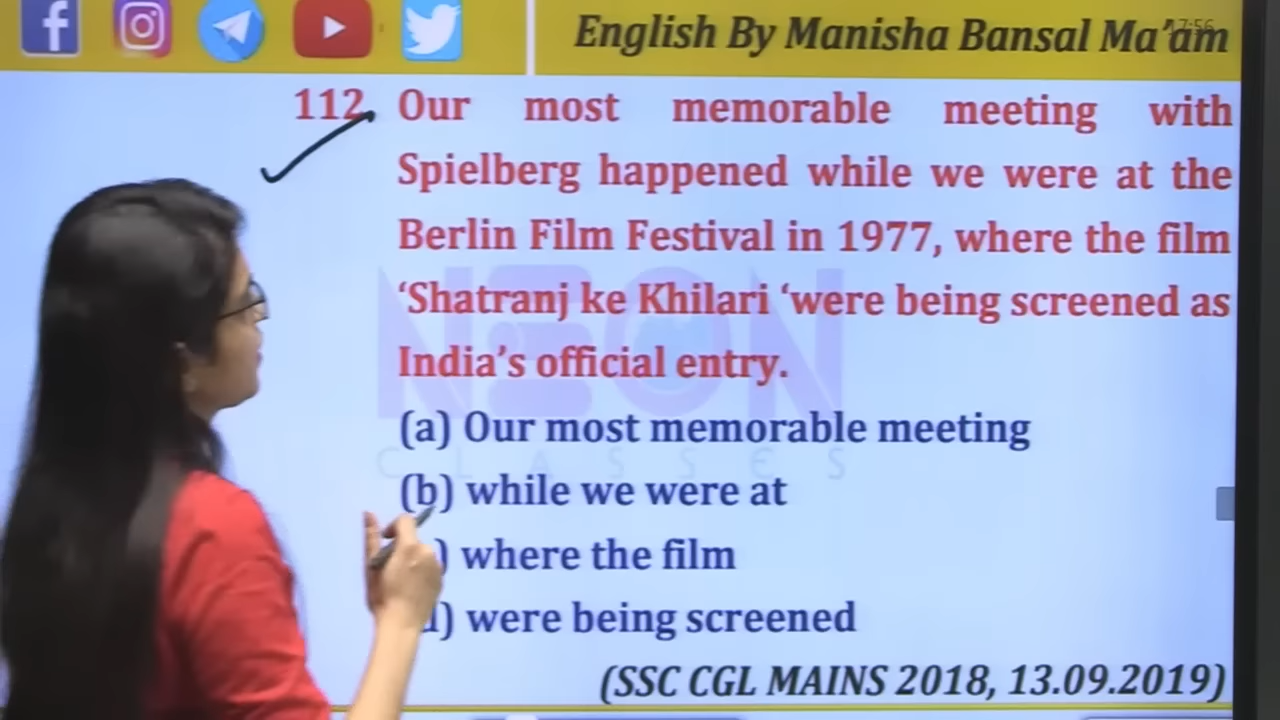 English By Manisha Bansal Ma'am
112. Our most memorable meeting with
Spielberg happened while we were at the
Berlin Film Festival in 1977, where the film
‘Shatranj ke Khilari ‘were being screened as
India’s official entry.
NEON
CLASSES
(a) Our most memorable meeting
(b) while we were at
) where the film
d) were being screened
(SSC CGL MAINS 2018, 13.09.2019)